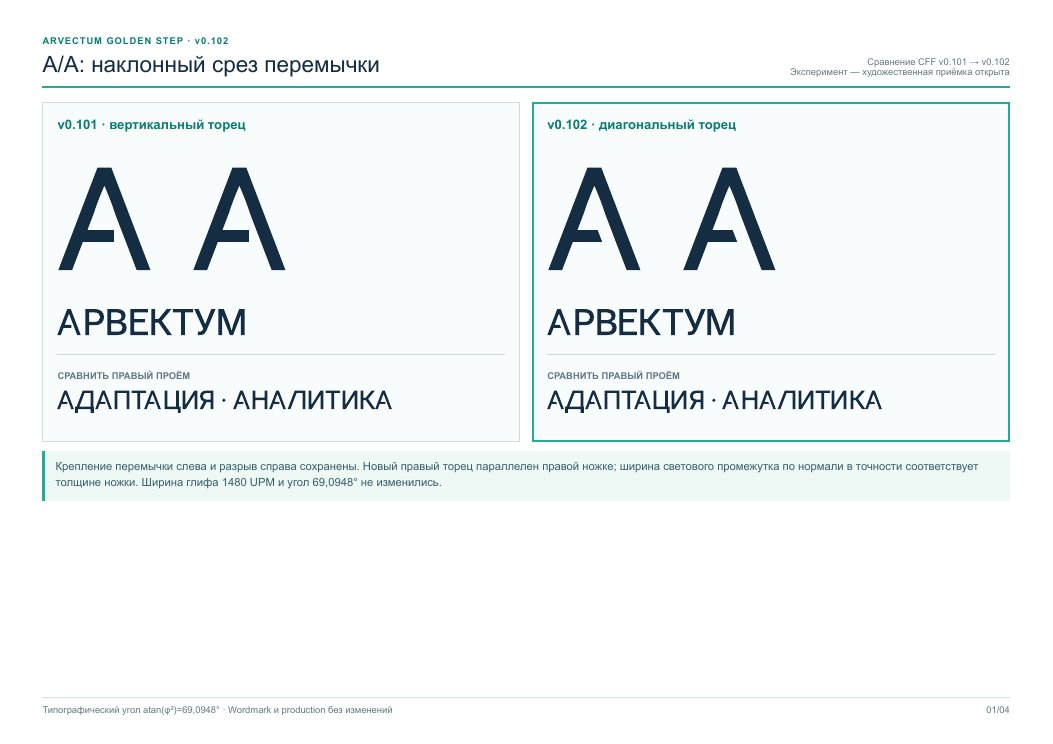 ARVECTUM GOLDEN STEP · v0.102
A/А: наклонный срез перемычки
Сравнение CFF v0.101 → v0.102
Эксперимент — художественная приёмка открыта
v0.101 · вертикальный торец
A А
АРВЕКТУМ
СРАВНИТЬ ПРАВЫЙ ПРОЁМ
АДАПТАЦИЯ · АНАЛИТИКА
v0.102 · диагональный торец
A А
АРВЕКТУМ
СРАВНИТЬ ПРАВЫЙ ПРОЁМ
АДАПТАЦИЯ · АНАЛИТИКА
Крепление перемычки слева и разрыв справа сохранены. Новый правый торец параллелен правой ножке; ширина светового промежутка по нормали в точности соответствует
толщине ножки. Ширина глифа 1480 UPM и угол 69,0948° не изменились.
Типографический угол atan(φ²)=69,0948° · Wordmark и production без изменений
01/04